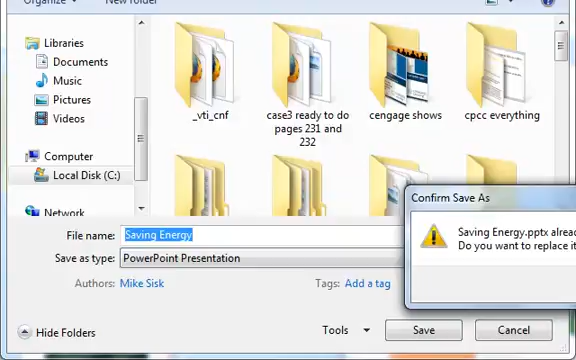 Organize
New folder
Libraries
Documents
Music
Pictures
Videos
Computer
Local Disk (C:)
Network
_vti_cnf
case3 ready to do
pages 231 and
232
cengage shows
cpcc everything
File name: Saving Energy
Save as type: PowerPoint Presentation
Authors: Mike Sisk
Tags: Add a tag
Confirm Save As
Saving Energy.pptx alread
Do you want to replace it
Hide Folders
Tools
Save
Cancel